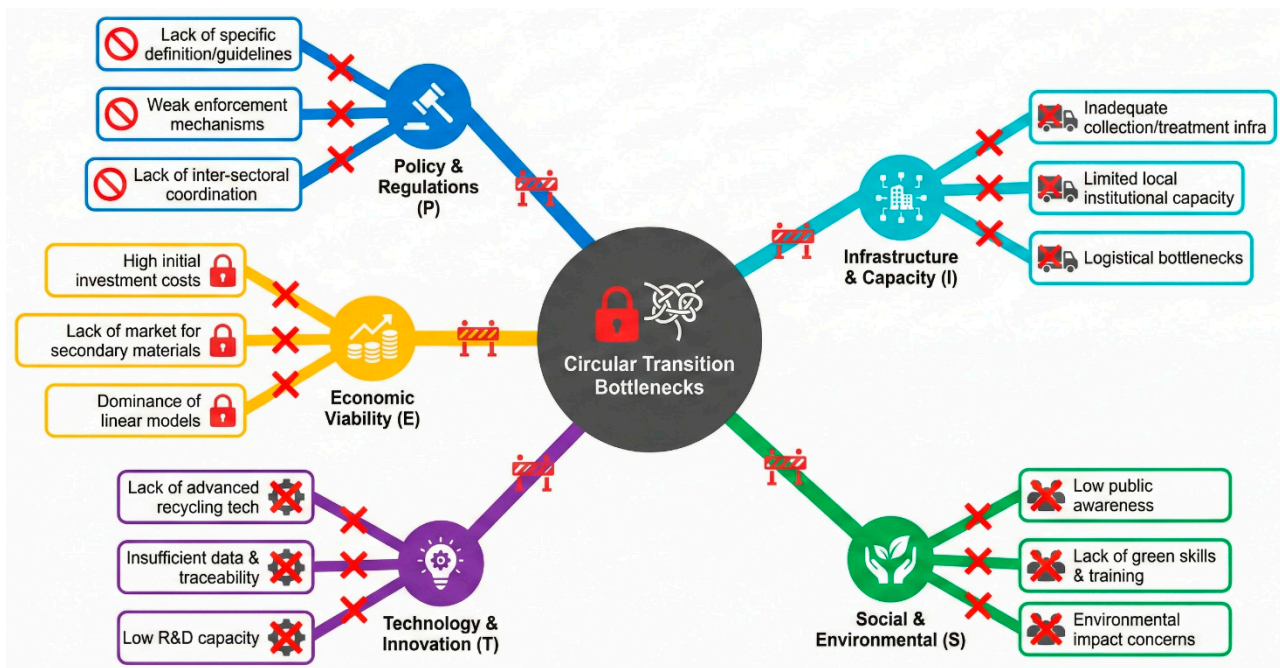 Lack of specific
definition/guidelines
Weak enforcement
mechanisms
Lack of inter-sectoral
coordination
Policy &
Regulations
(P)
High initial
investment costs
Lack of market for
secondary materials
Dominance of
linear models
Economic
Viability (E)
Lack of advanced
recycling tech
Insufficient data &
traceability
Low R&D capacity
Technology &
Innovation (T)
Circular Transition
Bottlenecks
Inadequate
collection/treatment infra
Limited local
institutional capacity
Logistical bottlenecks
Infrastructure
& Capacity (I)
Low public
awareness
Lack of green skills
& training
Environmental
impact concerns
Social &
Environmental (S)